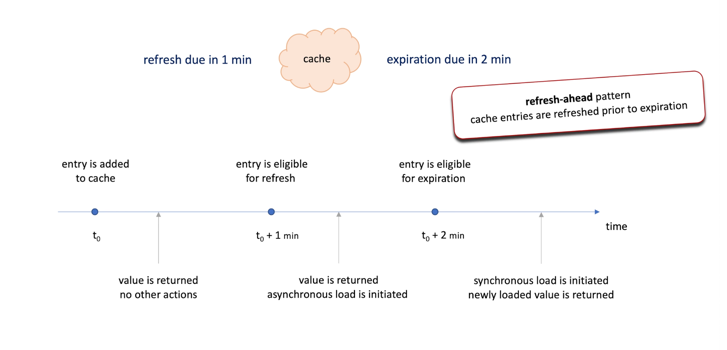 refresh due in 1 min
cache
expiration due in 2 min
refresh-ahead pattern
cache entries are refreshed prior to expiration
entry is added
to cache
entry is eligible
for refresh
entry is eligible
for expiration
time
t0
t0 + 1 min
t0 + 2 min
value is returned
no other actions
value is returned
asynchronous load is initiated
synchronous load is initiated
newly loaded value is returned